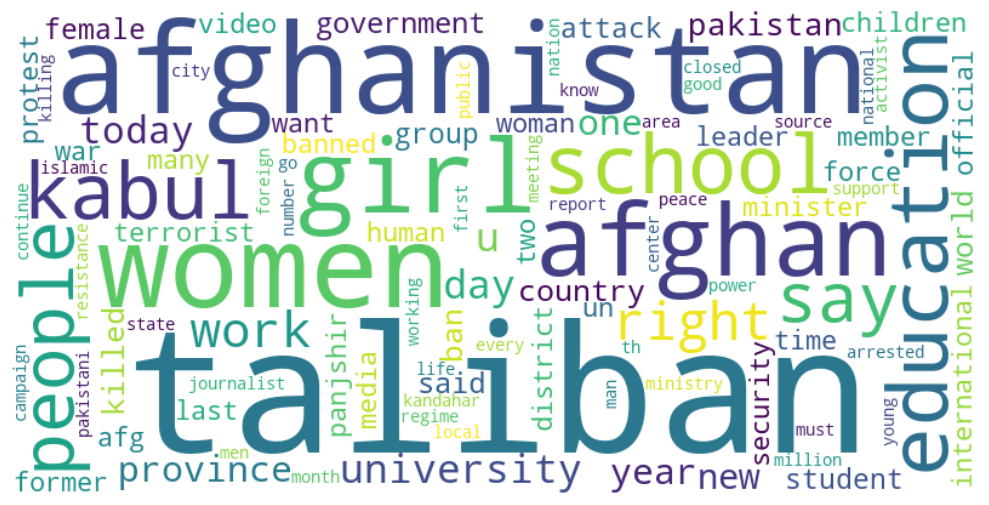 female
video
government
attack
pakistan
children
afghanistan
city
nation
public
know
closed
good
national
activist
protest
killing
today
want
banned
group
woman
one
area
leader
source
member
official
war
many
islamic
kabul
foreign
go
number
girl
first
meeting
school
force
support
report
peace
minister
afghan
education
continue
people
resistance
terrorist
women
human
u
two
day
country
center
power
say
world
international
work
state
panjshir
ban
working
un
right
time
district
killed
taliban
media
every
th
arrested
campaign
pakistani
journalist
life
said
man
ministry
last
kandahar
regime
local
security
must
young
afg
men
former
province
month
university
year
new
million
student